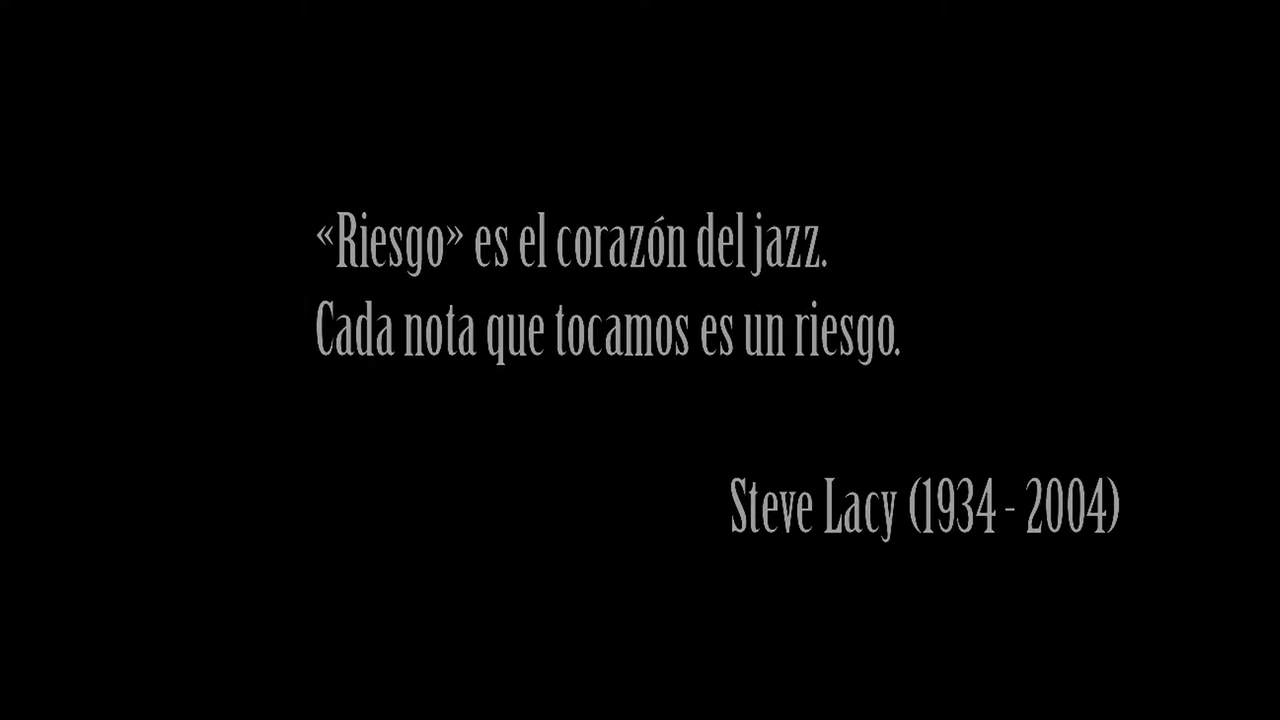 «Riesgo» es el corazón del jazz.
Cada nota que tocamos es un riesgo.
Steve Lacy (1934 - 2004)